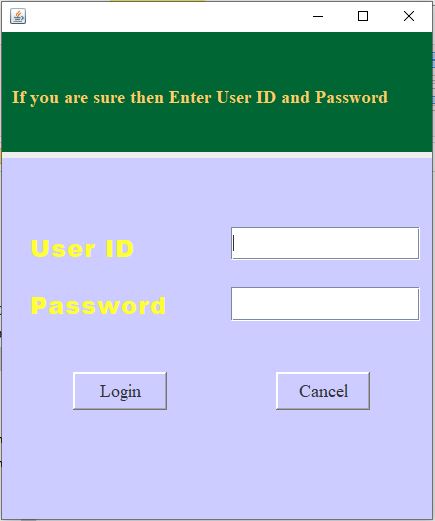 If you are sure then Enter User ID and Password
User ID
Password
Login Cancel